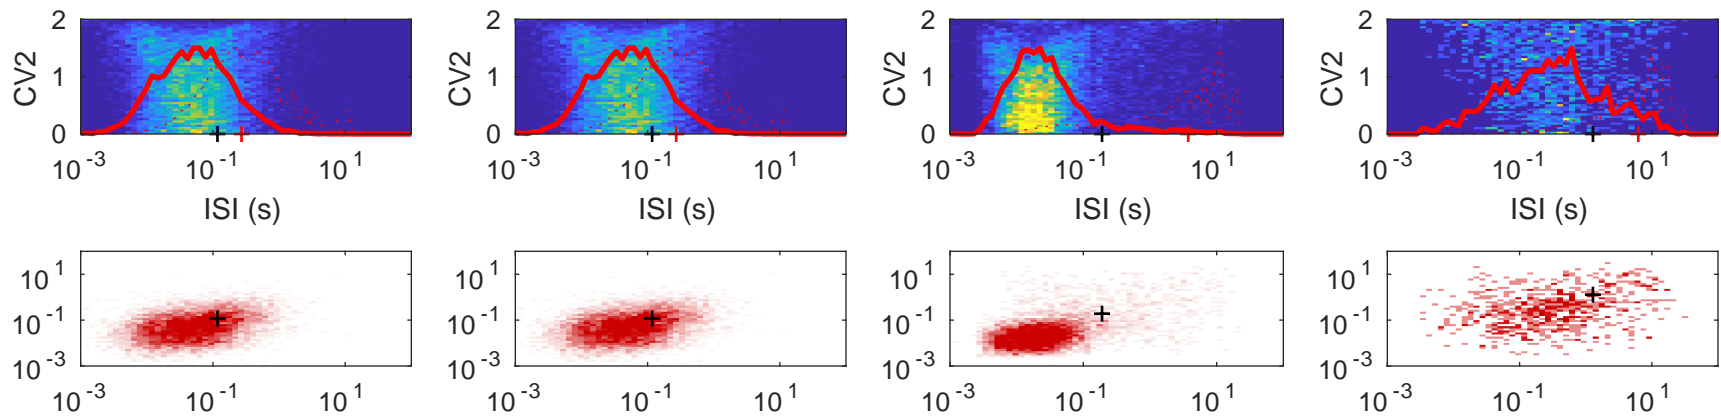 2 2 2 2
CV2 CV2 CV2 CV2
1 1 1 1
0 0 0 0
10^-3 10^-1 10^1 10^-3 10^-1 10^1 10^-3 10^-1 10^1 10^-3 10^-1 10^1
ISI (s) ISI (s) ISI (s) ISI (s)
10^1 10^1 10^1 10^1
10^-1 10^-1 10^-1 10^-1
10^-3 10^-3 10^-3 10^-3
10^-3 10^-1 10^1 10^-3 10^-1 10^1 10^-3 10^-1 10^1 10^-3 10^-1 10^1